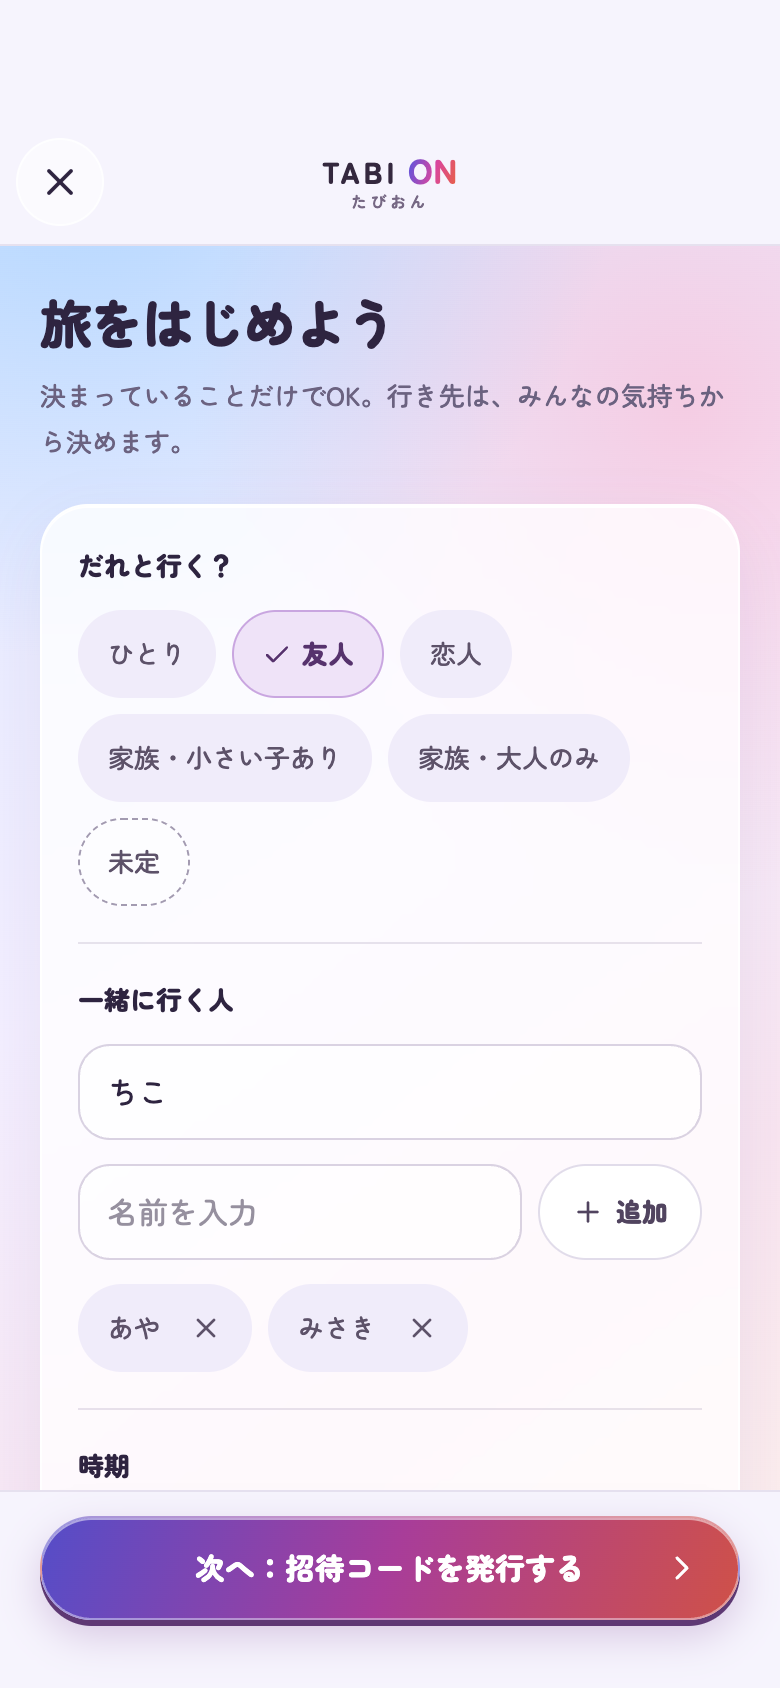 TABI ON
たびおん
旅をはじめよう
決まっていることだけでOK。行き先は、みんなの気持ちか
ら決めます。
だれと行く？
ひとり
友人
恋人
家族・小さい子あり
家族・大人のみ
未定
一緒に行く人
ちこ
名前を入力
追加
あや
みさき
時期
次へ：招待コードを発行する